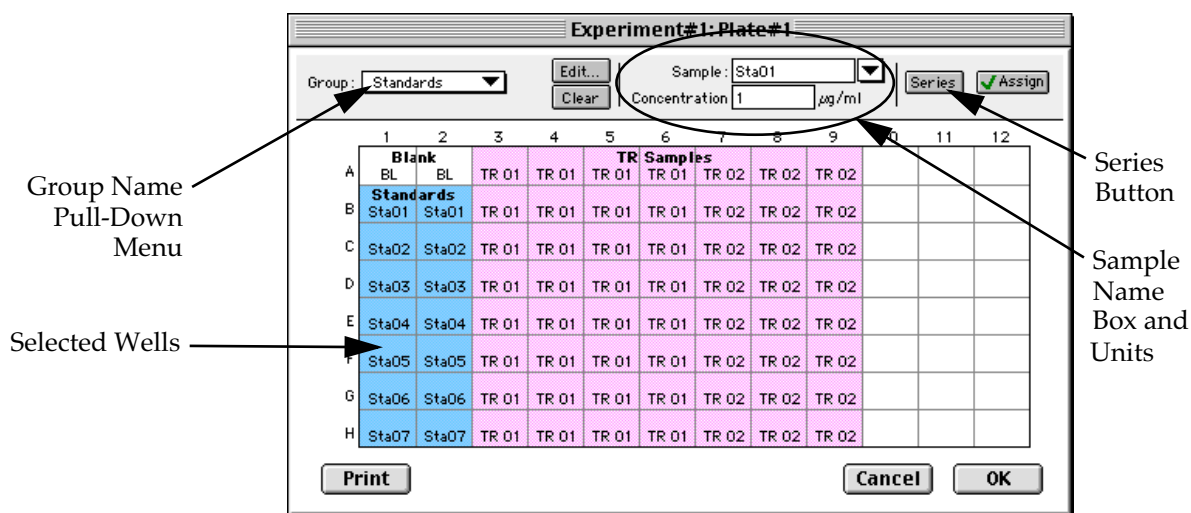 Experiment#1: Plate#1
Group: Standards Edit... Sample: Sta01 Series Assign
Clear Concentration 1 µg/ml
1 2 3 4 5 6 7 8 9 10 11 12
Blank TR Samples
A BL BL TR 01 TR 01 TR 01 TR 01 TR 02 TR 02 TR 02
Standards
B Sta01 Sta01 TR 01 TR 01 TR 01 TR 01 TR 02 TR 02 TR 02
C Sta02 Sta02 TR 01 TR 01 TR 01 TR 01 TR 02 TR 02 TR 02
D Sta03 Sta03 TR 01 TR 01 TR 01 TR 01 TR 02 TR 02 TR 02
E Sta04 Sta04 TR 01 TR 01 TR 01 TR 01 TR 02 TR 02 TR 02
F Sta05 Sta05 TR 01 TR 01 TR 01 TR 01 TR 02 TR 02 TR 02
G Sta06 Sta06 TR 01 TR 01 TR 01 TR 01 TR 02 TR 02 TR 02
H Sta07 Sta07 TR 01 TR 01 TR 01 TR 01 TR 02 TR 02 TR 02
Print Cancel OK
Group Name
Pull-Down
Menu
Selected Wells
Series
Button
Sample
Name
Box and
Units